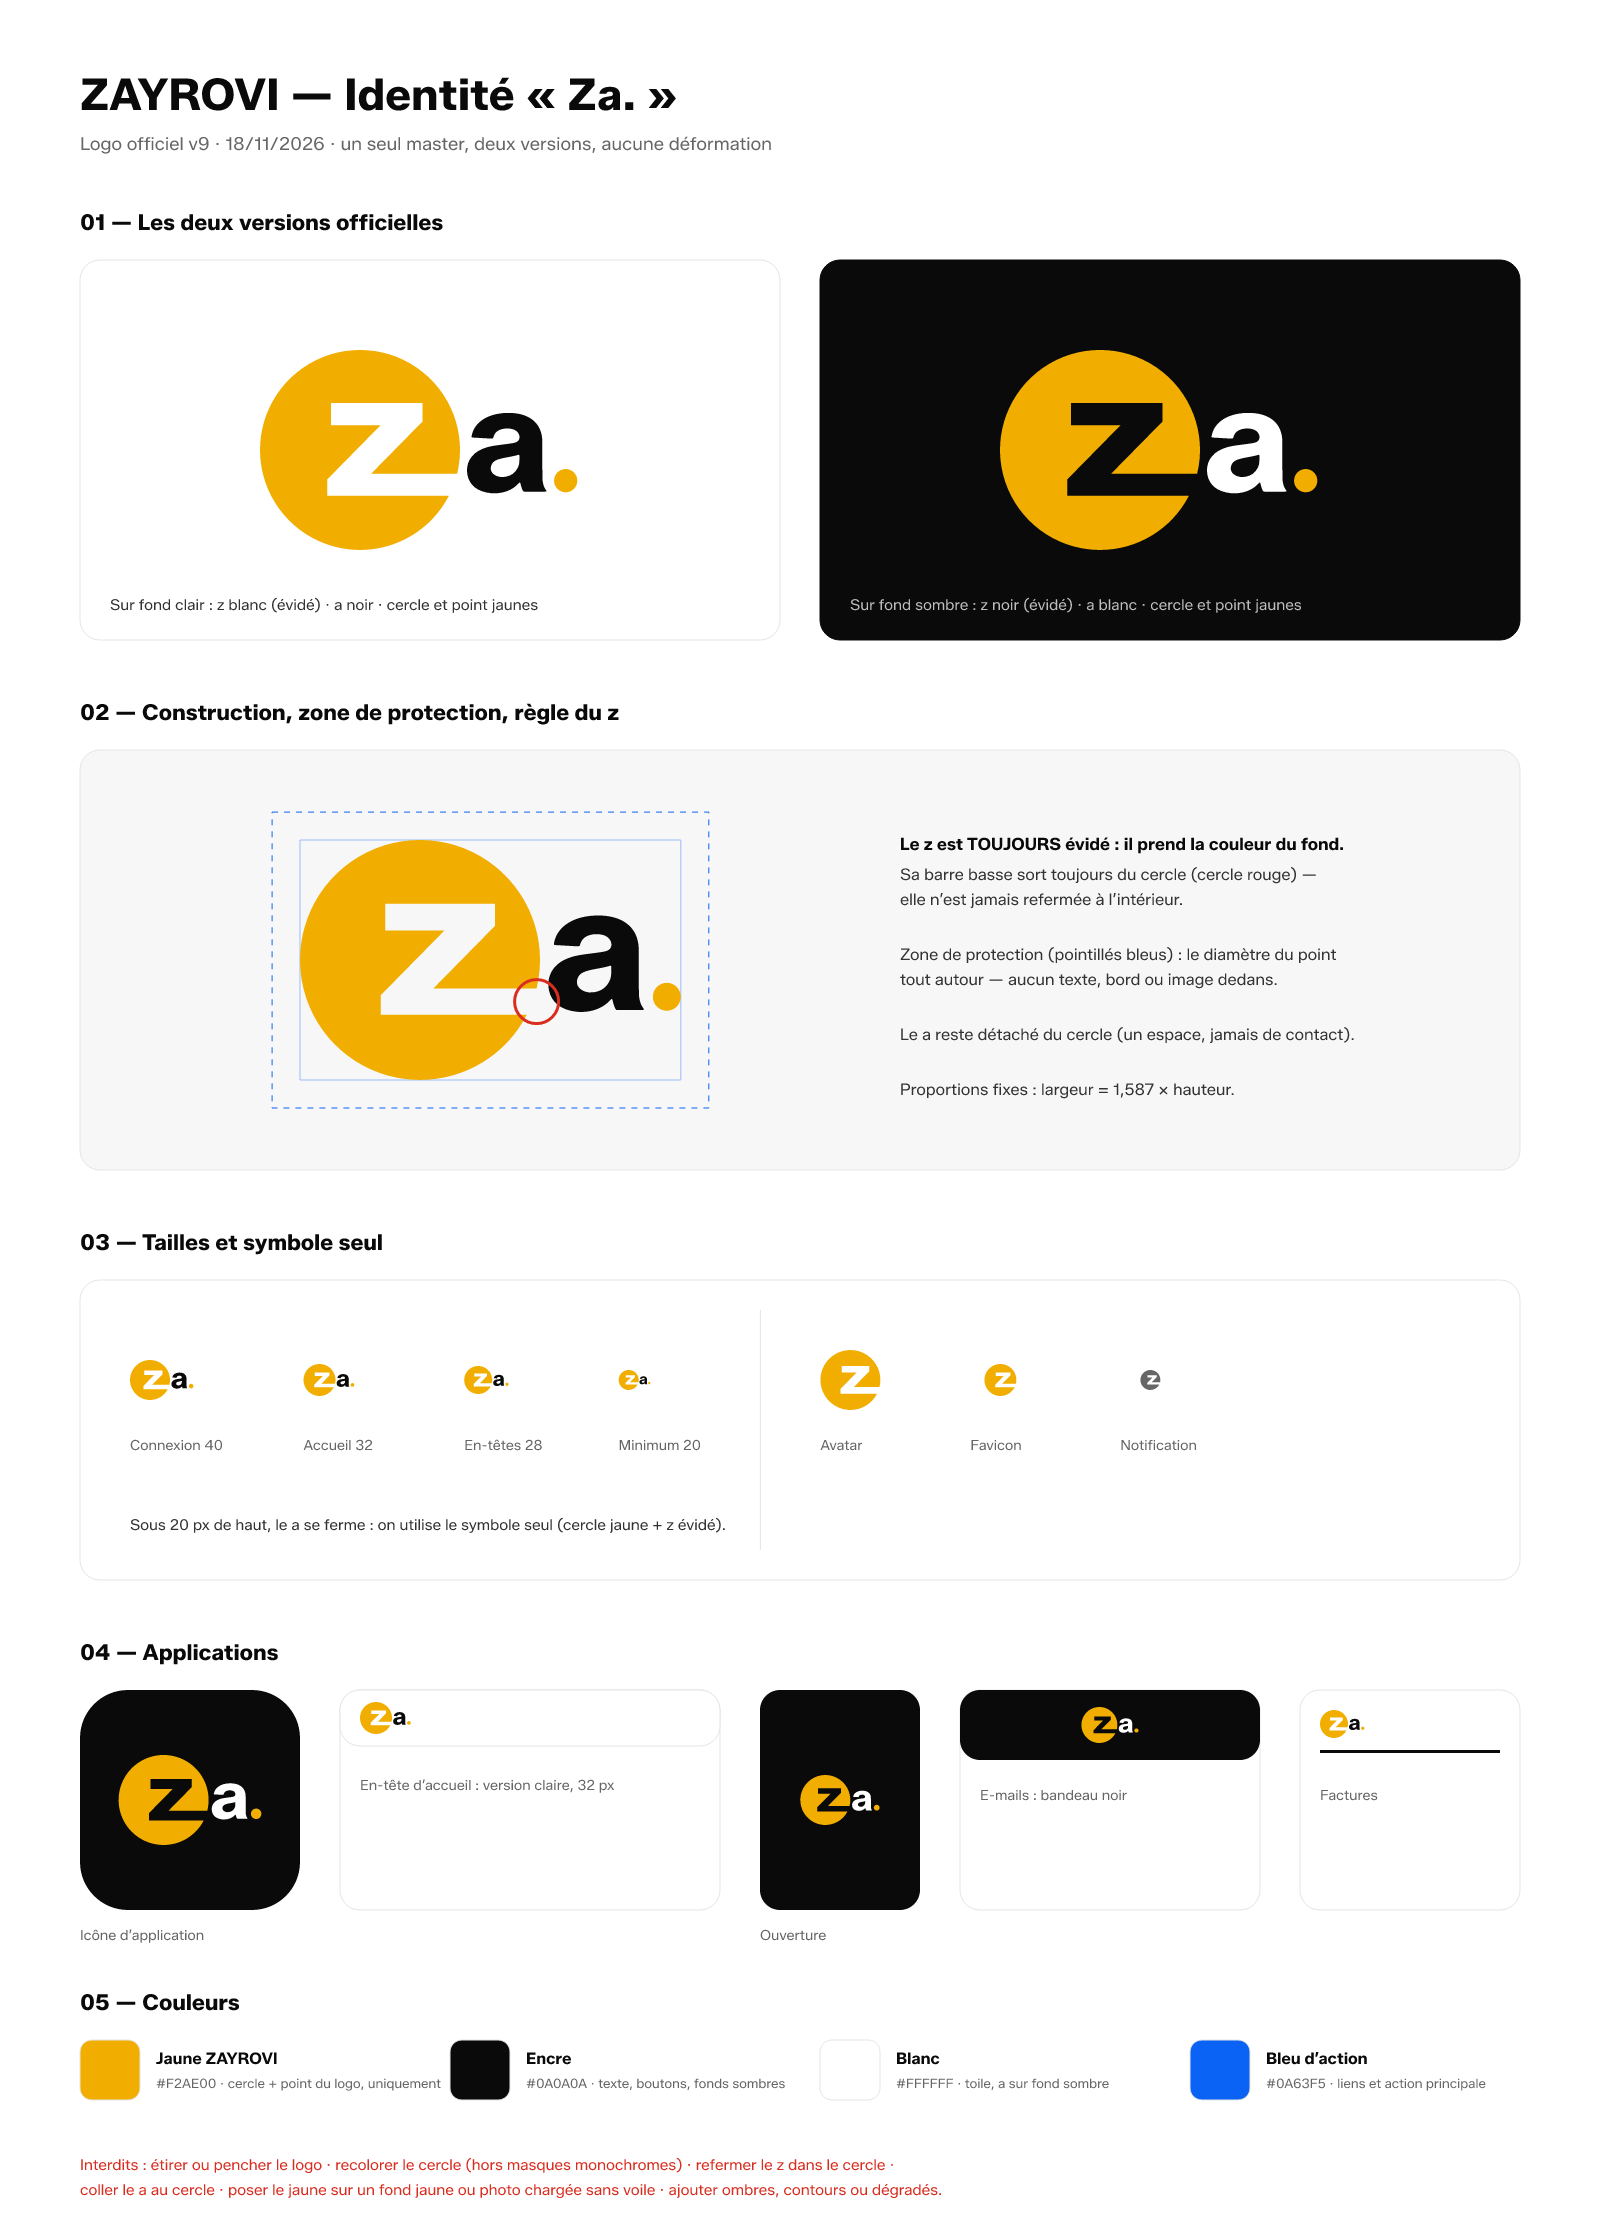 ZAYROVI — Identité « Za. »
Logo officiel v9 · 18/11/2026 · un seul master, deux versions, aucune déformation
01 — Les deux versions officielles
za.
za.
Sur fond clair : z blanc (évidé) · a noir · cercle et point jaunes
Sur fond sombre : z noir (évidé) · a blanc · cercle et point jaunes
02 — Construction, zone de protection, règle du z
za.
Le z est TOUJOURS évidé : il prend la couleur du fond.
Sa barre basse sort toujours du cercle (cercle rouge) —
elle n’est jamais refermée à l’intérieur.
Zone de protection (pointillés bleus) : le diamètre du point
tout autour — aucun texte, bord ou image dedans.
Le a reste détaché du cercle (un espace, jamais de contact).
Proportions fixes : largeur = 1,587 × hauteur.
03 — Tailles et symbole seul
za.
za.
za.
za.
z
z
z
Connexion 40
Accueil 32
En-têtes 28
Minimum 20
Avatar
Favicon
Notification
Sous 20 px de haut, le a se ferme : on utilise le symbole seul (cercle jaune + z évidé).
04 — Applications
za.
za.
za.
za.
za.
En-tête d’accueil : version claire, 32 px
E-mails : bandeau noir
Factures
Icône d’application
Ouverture
05 — Couleurs
Jaune ZAYROVI
#F2AE00 · cercle + point du logo, uniquement
Encre
#0A0A0A · texte, boutons, fonds sombres
Blanc
#FFFFFF · toile, a sur fond sombre
Bleu d’action
#0A63F5 · liens et action principale
Interdits : étirer ou pencher le logo · recolorer le cercle (hors masques monochromes) · refermer le z dans le cercle ·
coller le a au cercle · poser le jaune sur un fond jaune ou photo chargée sans voile · ajouter ombres, contours ou dégradés.